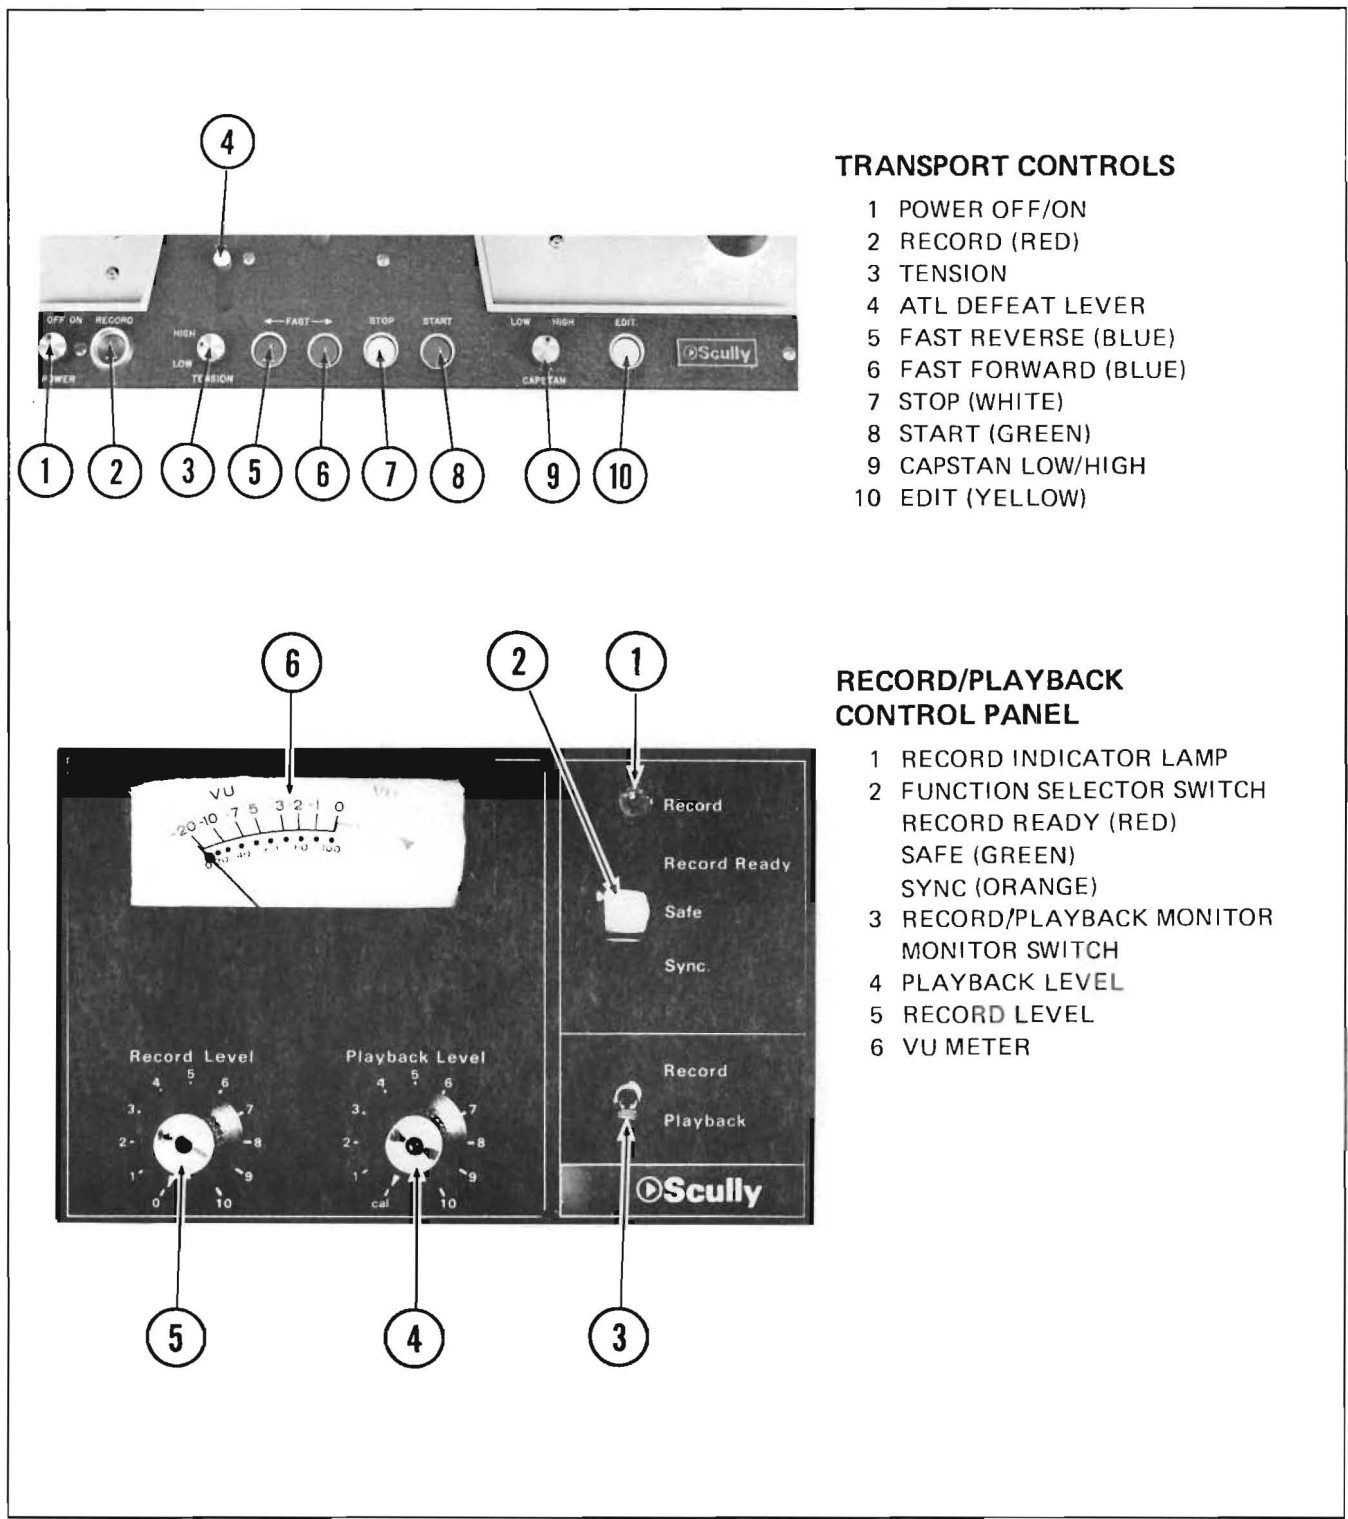 4
TRANSPORT CONTROLS
1 POWER OFF/ON
2 RECORD (RED)
3 TENSION
4 ATL DEFEAT LEVER
5 FAST REVERSE (BLUE)
6 FAST FORWARD (BLUE)
7 STOP (WHITE)
8 START (GREEN)
9 CAPSTAN LOW/HIGH
10 EDIT (YELLOW)
OFF ON RECORD HIGH ←FAST→ STOP START LOW HIGH EDIT
LOW Scully
POWER TENSION CAPSTAN
1 2 3 5 6 7 8 9 10
6 2 1
RECORD/PLAYBACK
CONTROL PANEL
1 RECORD INDICATOR LAMP
2 FUNCTION SELECTOR SWITCH
RECORD READY (RED)
SAFE (GREEN)
SYNC (ORANGE)
3 RECORD/PLAYBACK MONITOR
MONITOR SWITCH
4 PLAYBACK LEVEL
5 RECORD LEVEL
6 VU METER
VU
-20 -10 -7 5 3 -2 -1 0
Record
Record Ready
Safe
Sync.
Record Level
0 1 2 3 4 5 6 7 8 9 10
Playback Level
cal 1 2 3 4 5 6 7 8 9 10
Record
Playback
Scully
5 4 3